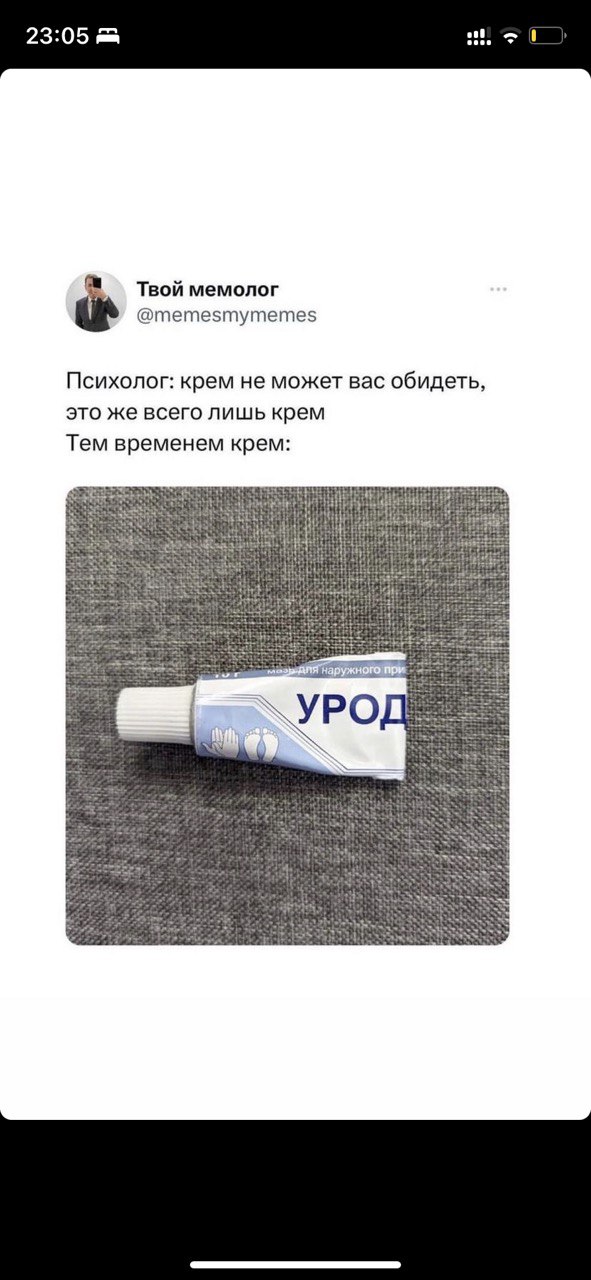 23:05
Твой мемолог
@memesmymemes
Психолог: крем не может вас обидеть,
это же всего лишь крем
Тем временем крем:
мазь для наружного при
УРОД